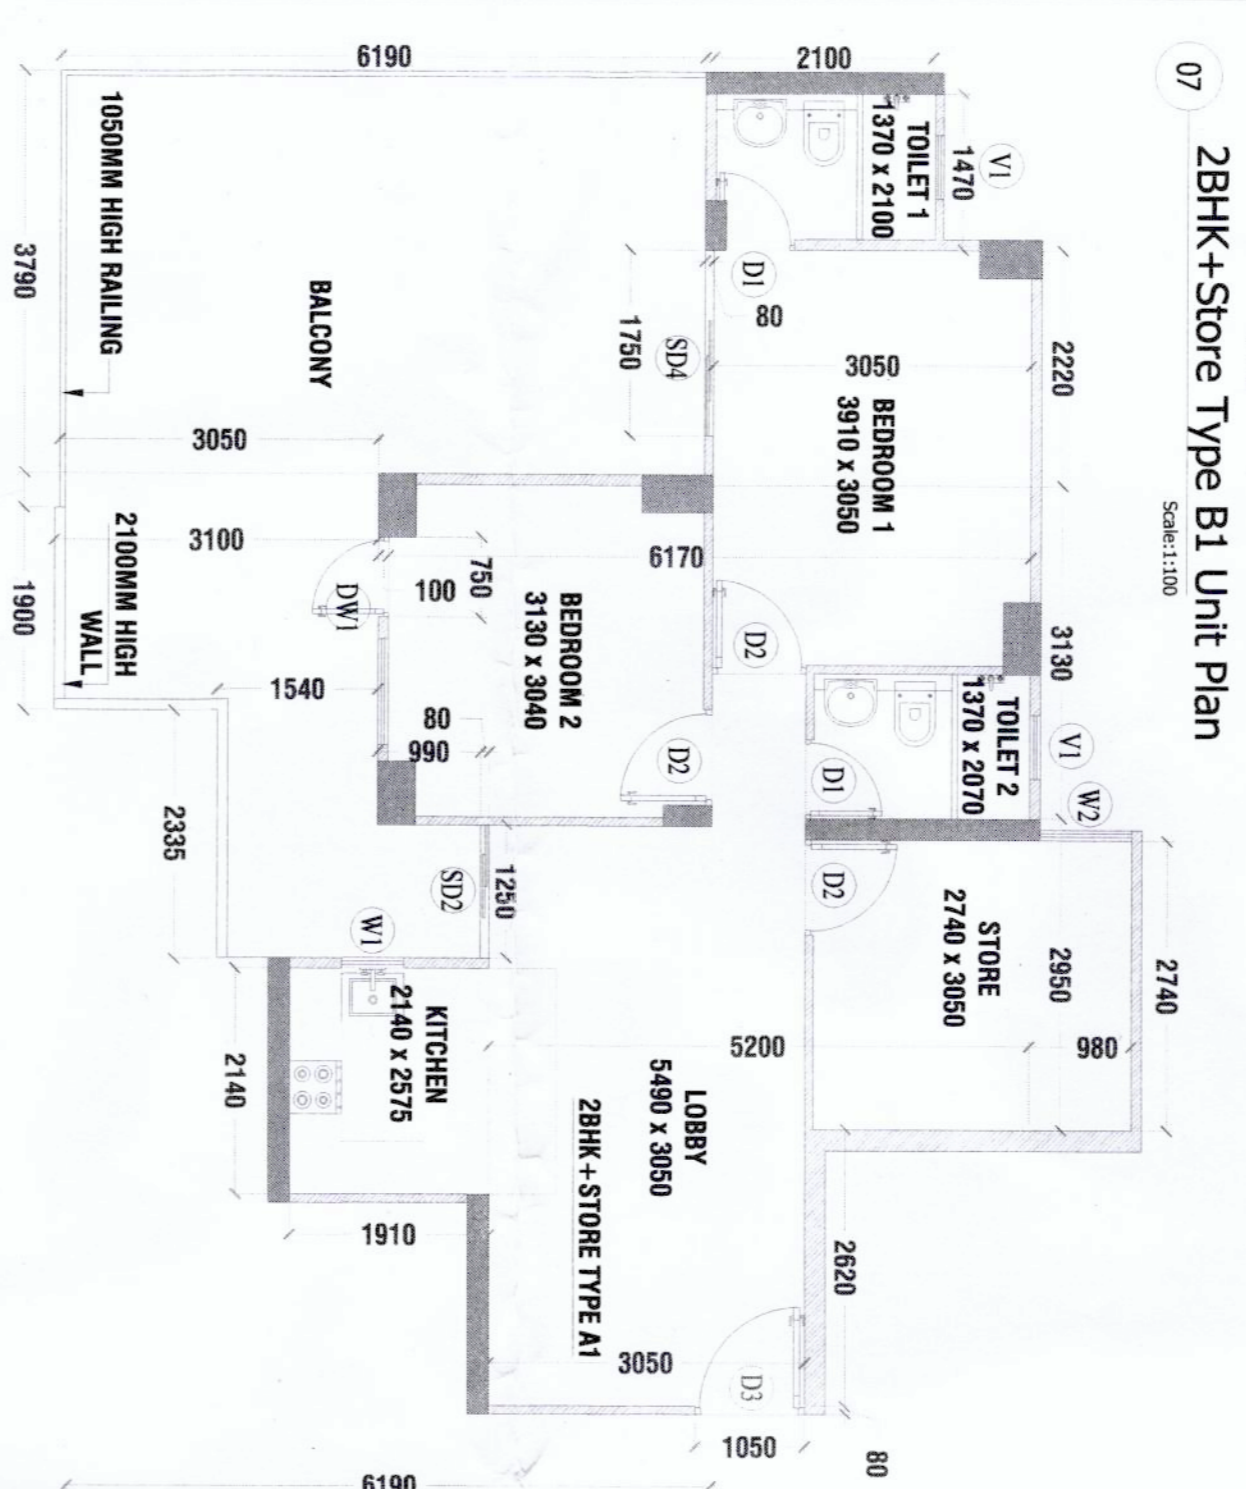 07
2BHK+Store Type B1 Unit Plan
Scale:1:100
6190
2100
TOILET 1
1370 x 2100
1470
V1
D1
80
1750
SD4
3050
2220
BEDROOM 1
3910 x 3050
BALCONY
1050MM HIGH RAILING
3790
3050
3100
2100MM HIGH
WALL
1900
DW1
100
750
6170
BEDROOM 2
3130 x 3040
1540
80
990
D2
D2
3130
TOILET 2
1370 x 2070
V1
W2
D1
D2
2335
SD2
1250
W1
KITCHEN
2140 x 2575
2140
1910
STORE
2740 x 3050
2950
2740
980
5200
LOBBY
5490 x 3050
2BHK+STORE TYPE A1
2620
3050
D3
1050
80
6190